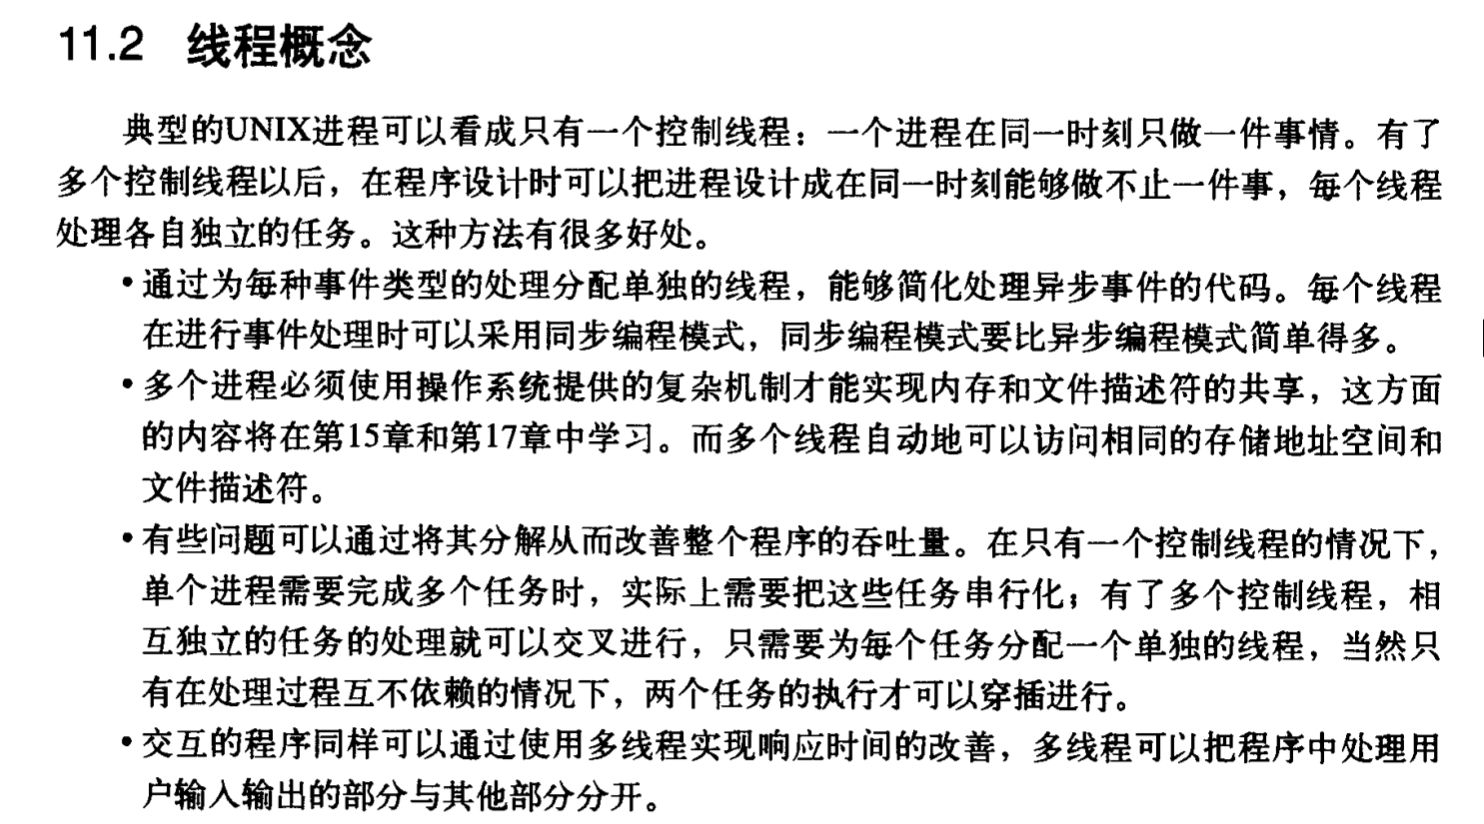 11.2 线程概念
典型的UNIX进程可以看成只有一个控制线程：一个进程在同一时刻只做一件事情。有了
多个控制线程以后，在程序设计时可以把进程设计成在同一时刻能够做不止一件事，每个线程
处理各自独立的任务。这种方法有很多好处。
•通过为每种事件类型的处理分配单独的线程，能够简化处理异步事件的代码。每个线程
在进行事件处理时可以采用同步编程模式，同步编程模式要比异步编程模式简单得多。
•多个进程必须使用操作系统提供的复杂机制才能实现内存和文件描述符的共享，这方面
的内容将在第15章和第17章中学习。而多个线程自动地可以访问相同的存储地址空间和
文件描述符。
•有些问题可以通过将其分解从而改善整个程序的吞吐量。在只有一个控制线程的情况下，
单个进程需要完成多个任务时，实际上需要把这些任务串行化；有了多个控制线程，相
互独立的任务的处理就可以交叉进行，只需要为每个任务分配一个单独的线程，当然只
有在处理过程互不依赖的情况下，两个任务的执行才可以穿插进行。
•交互的程序同样可以通过使用多线程实现响应时间的改善，多线程可以把程序中处理用
户输入输出的部分与其他部分分开。